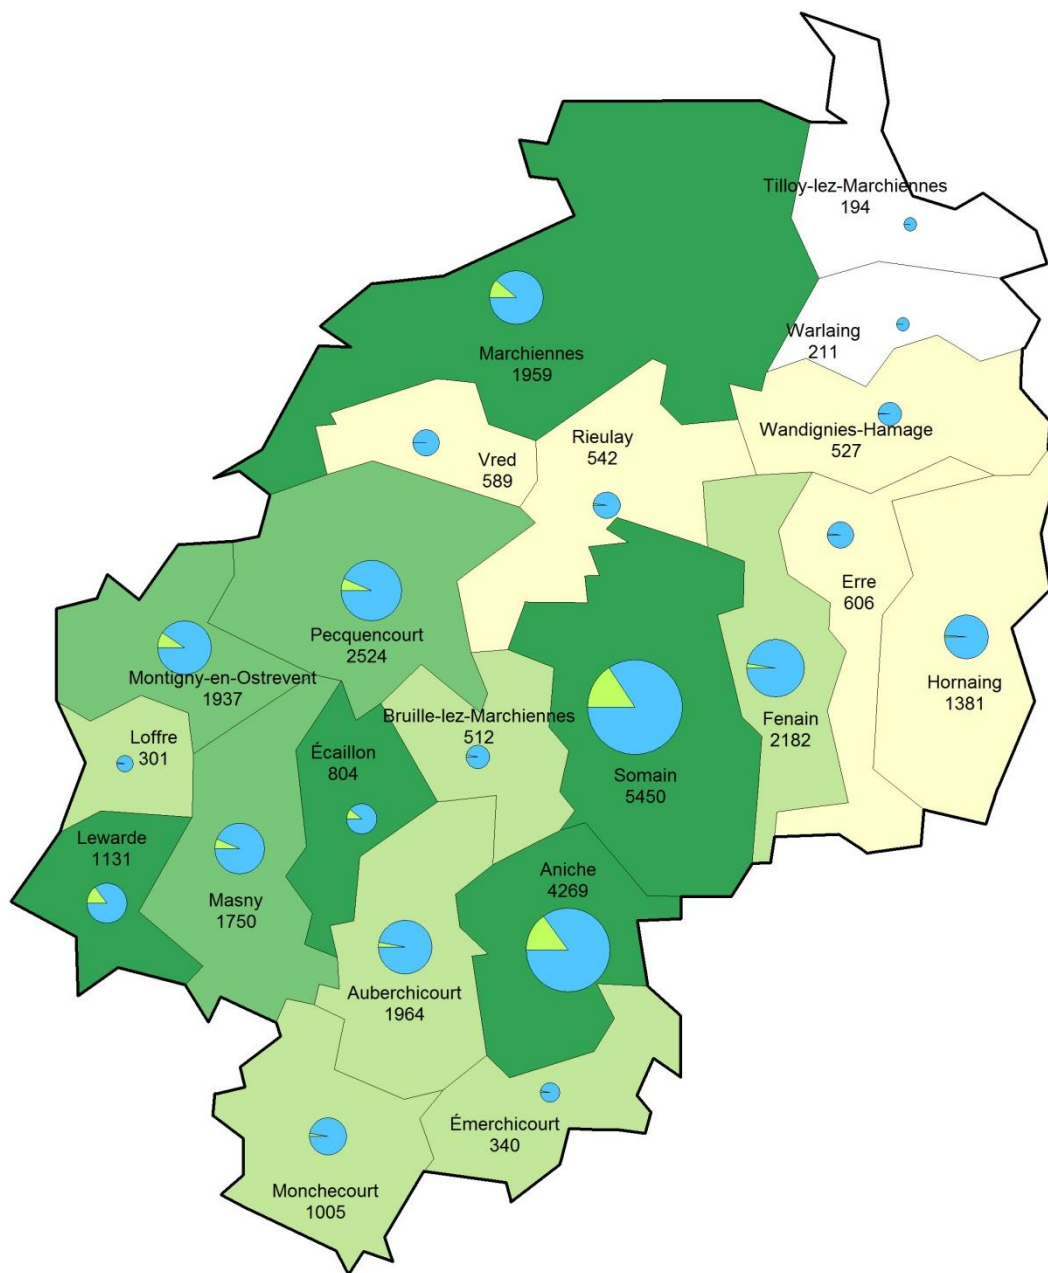 Tilloy-lez-Marchiennes
194
Warlaing
211
Marchiennes
1959
Wandignies-Hamage
527
Rieulay
542
Vred
589
Erre
606
Pecquencourt
2524
Montigny-en-Ostrevent
1937
Hornaing
1381
Bruille-lez-Marchiennes
512
Fenain
2182
Loffre
301
Écaillon
804
Somain
5450
Lewarde
1131
Aniche
4269
Masny
1750
Auberchicourt
1964
Émerchicourt
340
Monchecourt
1005